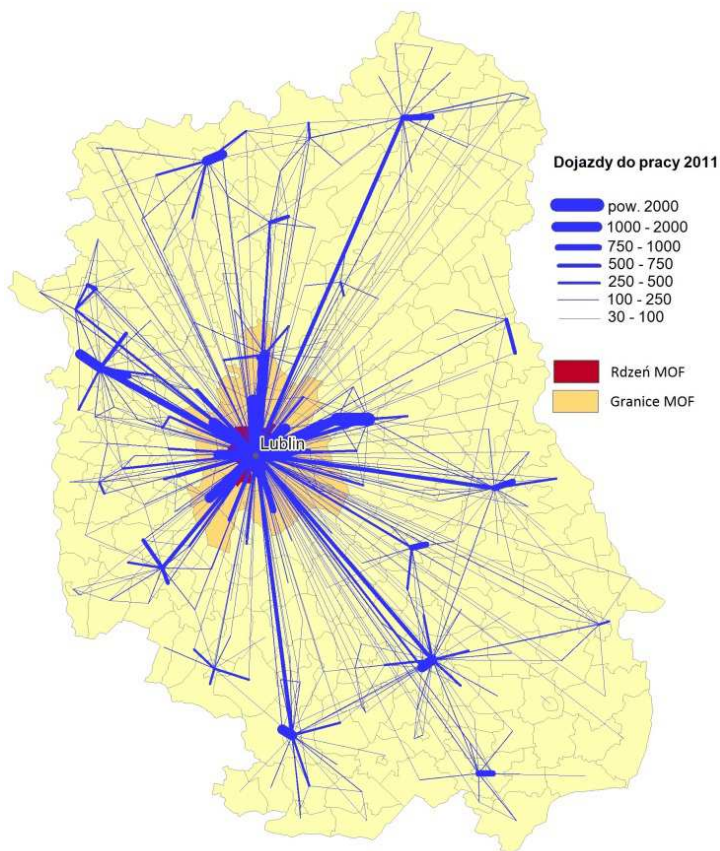 Dojazdy do pracy 2011
pow. 2000
1000 - 2000
750 - 1000
500 - 750
250 - 500
100 - 250
30 - 100
Rdzeń MOF
Granice MOF
Lublin